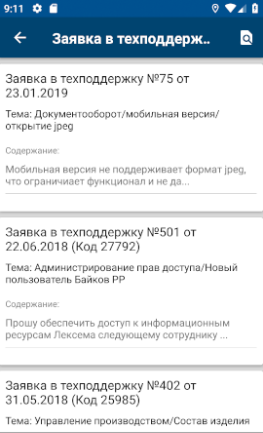 9:11
Заявка в техподдерж..
Заявка в техподдержку №75 от
23.01.2019
Тема: Документооборот/мобильная версия/
открытие jpeg
Содержание:
Мобильная версия не поддерживает формат jpeg,
что ограничиает функционал и не да...
Заявка в техподдержку №501 от
22.06.2018 (Код 27792)
Тема: Администрирование прав доступа/Новый
пользователь Байков РР
Содержание:
Прошу обеспечить доступ к информационным
ресурсам Лексема следующему сотруднику ...
Заявка в техподдержку №402 от
31.05.2018 (Код 25985)
Тема: Управление производством/Состав изделия